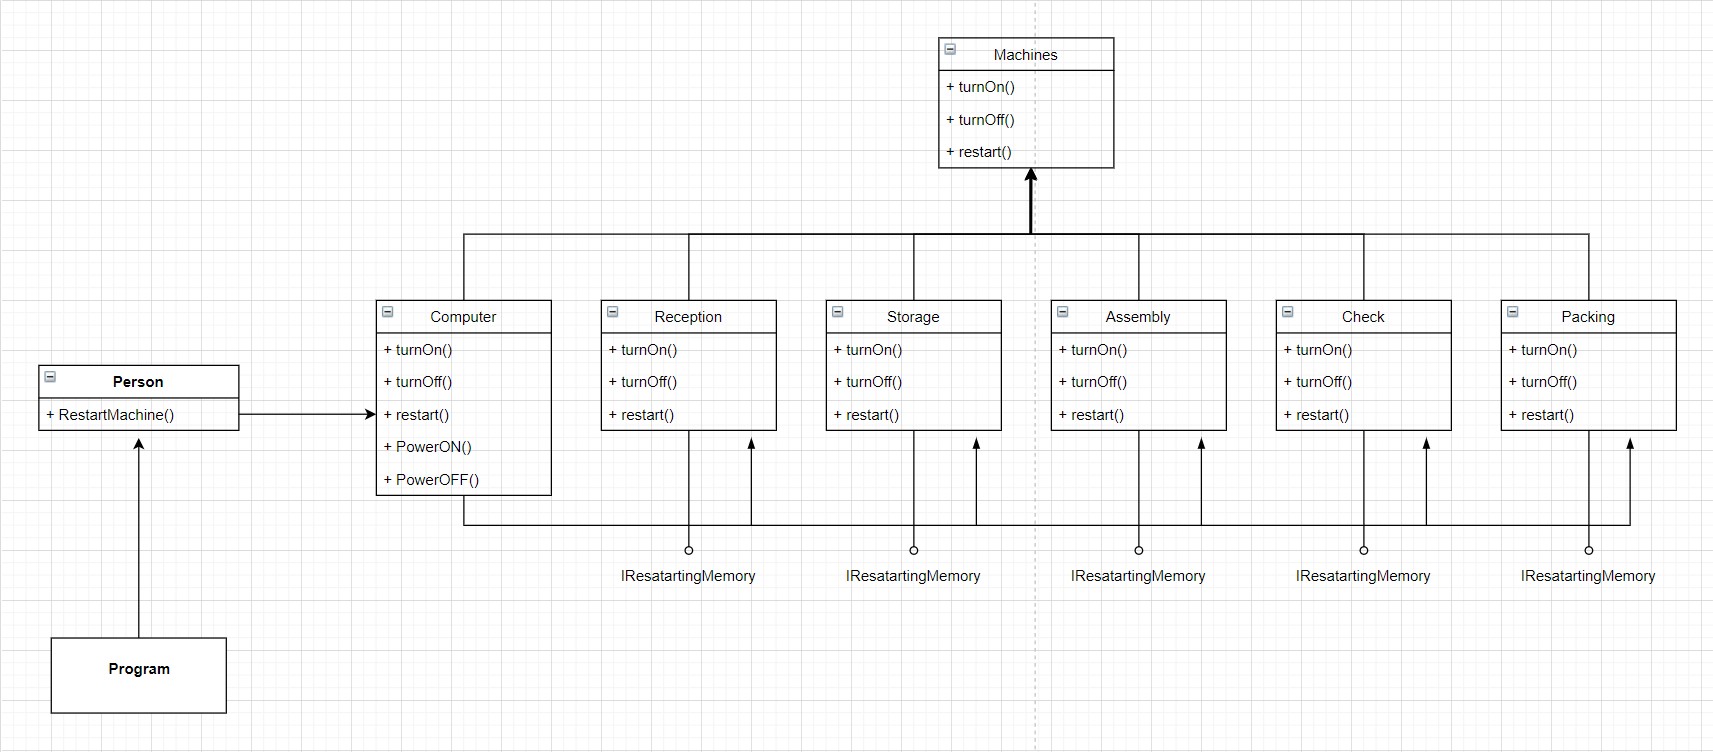 Machines
+ turnOn()
+ turnOff()
+ restart()
Computer
+ turnOn()
+ turnOff()
+ restart()
+ PowerON()
+ PowerOFF()
Reception
+ turnOn()
+ turnOff()
+ restart()
Storage
+ turnOn()
+ turnOff()
+ restart()
Assembly
+ turnOn()
+ turnOff()
+ restart()
Check
+ turnOn()
+ turnOff()
+ restart()
Packing
+ turnOn()
+ turnOff()
+ restart()
Person
+ RestartMachine()
IResatartingMemory
IResatartingMemory
IResatartingMemory
IResatartingMemory
IResatartingMemory
Program